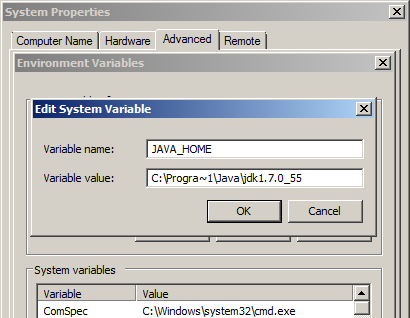 System Properties
Computer Name Hardware Advanced Remote
Environment Variables
Edit System Variable
Variable name: JAVA_HOME
Variable value: C:\Progra~1\Java\jdk1.7.0_55
OK Cancel
System variables
Variable Value
ComSpec C:\Windows\system32\cmd.exe